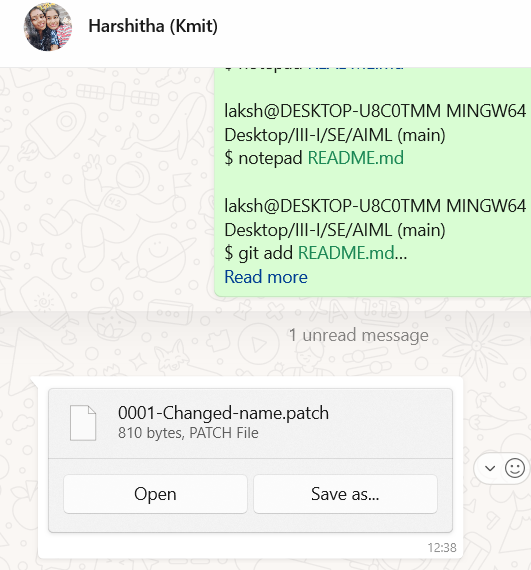 Harshitha (Kmit)
$ notepad README.md
laksh@DESKTOP-U8C0TMM MINGW64
Desktop/III-I/SE/AIML (main)
$ notepad README.md
laksh@DESKTOP-U8C0TMM MINGW64
Desktop/III-I/SE/AIML (main)
$ git add README.md...
Read more
1 unread message
0001-Changed-name.patch
810 bytes, PATCH File
Open
Save as...
12:38